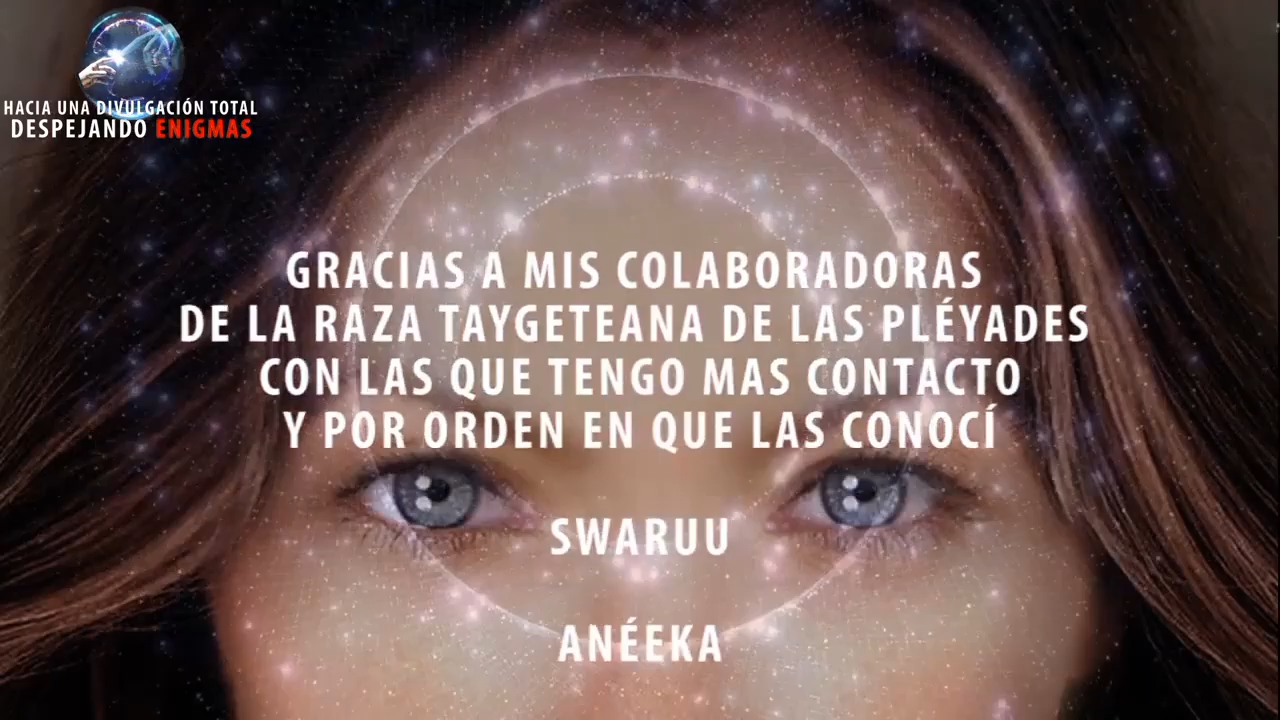 HACIA UNA DIVULGACIÓN TOTAL
DESPEJANDO ENIGMAS
GRACIAS A MIS COLABORADORAS
DE LA RAZA TAYGETEANA DE LAS PLÉYADES
CON LAS QUE TENGO MAS CONTACTO
Y POR ORDEN EN QUE LAS CONOCÍ
SWARUU
ANÉEKA